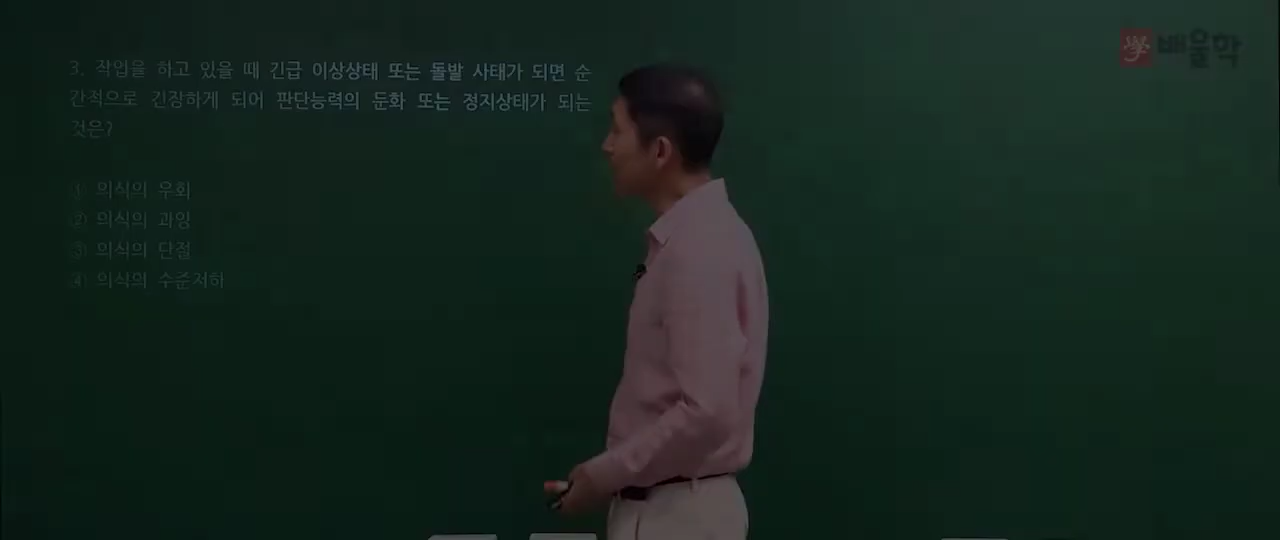 學 배울학
3. 작업을 하고 있을 때 긴급 이상상태 또는 돌발 사태가 되면 순
간적으로 긴장하게 되어 판단능력의 둔화 또는 정지상태가 되는
것은?
① 의식의 우회
② 의식의 과잉
③ 의식의 단절
④ 의식의 수준저하